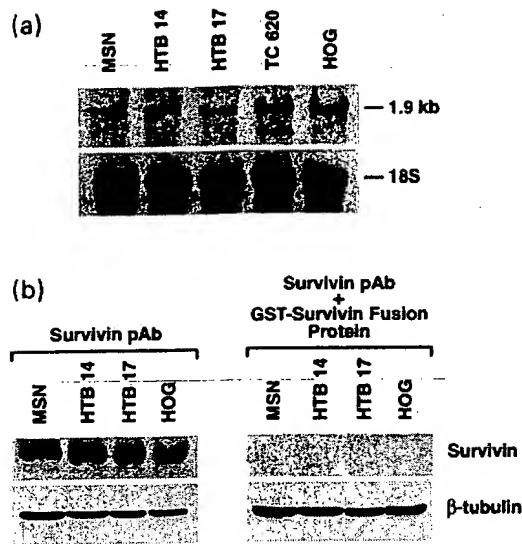 (a)
MSN HTB 14 HTB 17 TC 620 HOG
1.9 kb
18S
(b)
Survivin pAb
Survivin pAb
+
GST-Survivin Fusion
Protein
MSN HTB 14 HTB 17 HOG
MSN HTB 14 HTB 17 HOG
Survivin
β-tubulin